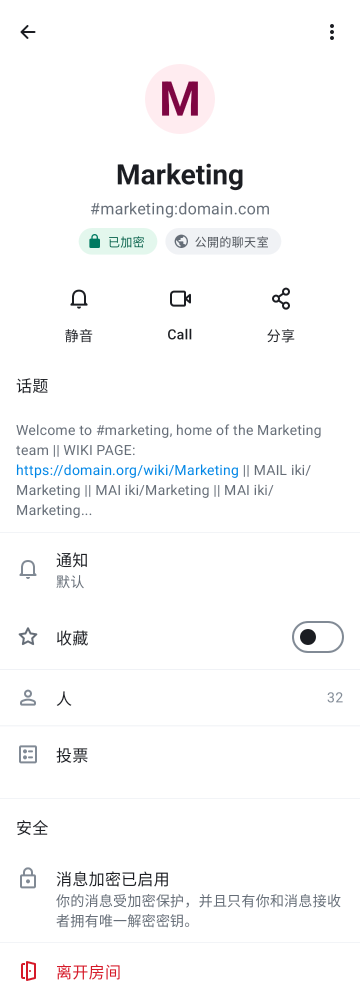 M
Marketing
#marketing:domain.com
已加密
公開的聊天室
静音
Call
分享
话题
Welcome to #marketing, home of the Marketing
team || WIKI PAGE:
https://domain.org/wiki/Marketing || MAIL iki/
Marketing || MAI iki/Marketing || MAI iki/
Marketing...
通知
默认
收藏
人
32
投票
安全
消息加密已启用
你的消息受加密保护，并且只有你和消息接收
者拥有唯一解密密钥。
离开房间